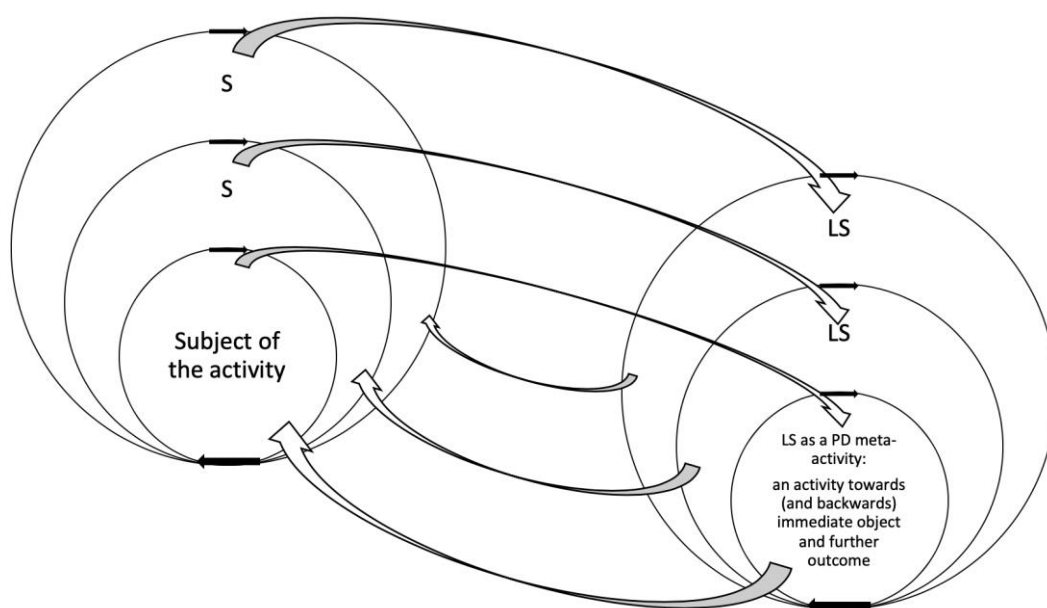 S
S
Subject of
the activity
LS
LS
LS as a PD meta-
activity:
an activity towards
(and backwards)
immediate object
and further
outcome